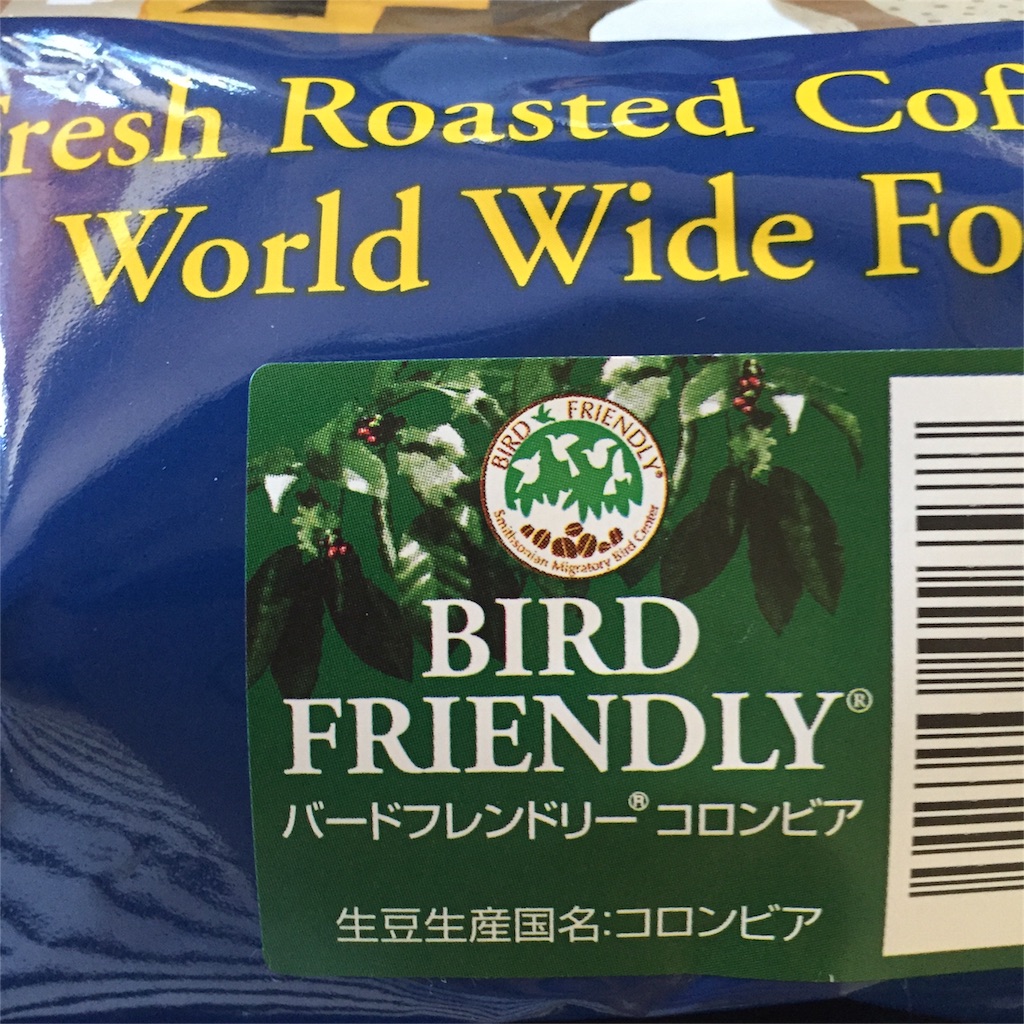 Fresh Roasted Cof
World Wide Fo
BIRD FRIENDLY®
Smithsonian Migratory Bird Center
BIRD
FRIENDLY®
バードフレンドリー®コロンビア
生豆生産国名:コロンビア